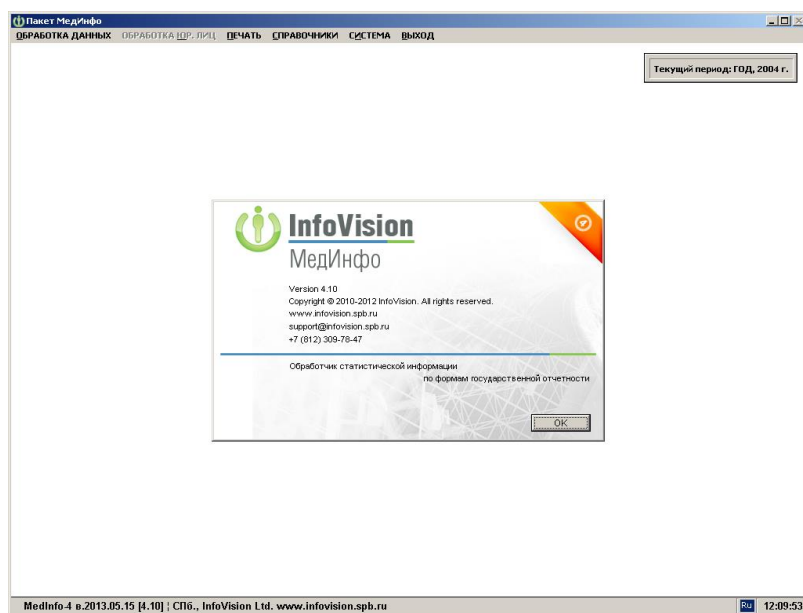 Пакет МедИнфо
ОБРАБОТКА ДАННЫХ ОБРАБОТКА ЮР. ЛИЦ ПЕЧАТЬ СПРАВОЧНИКИ СИСТЕМА ВЫХОД
Текущий период: ГОД, 2004 г.
InfoVision
МедИнфо
Version 4.10
Copyright © 2010-2012 InfoVision. All rights reserved.
www.infovision.spb.ru
support@infovision.spb.ru
+7 (812) 309-78-47
Обработчик статистической информации
по формам государственной отчетности
OK
MedInfo-4 в.2013.05.15 [4.10] ¦ СПб., InfoVision Ltd. www.infovision.spb.ru Ru 12:09:53